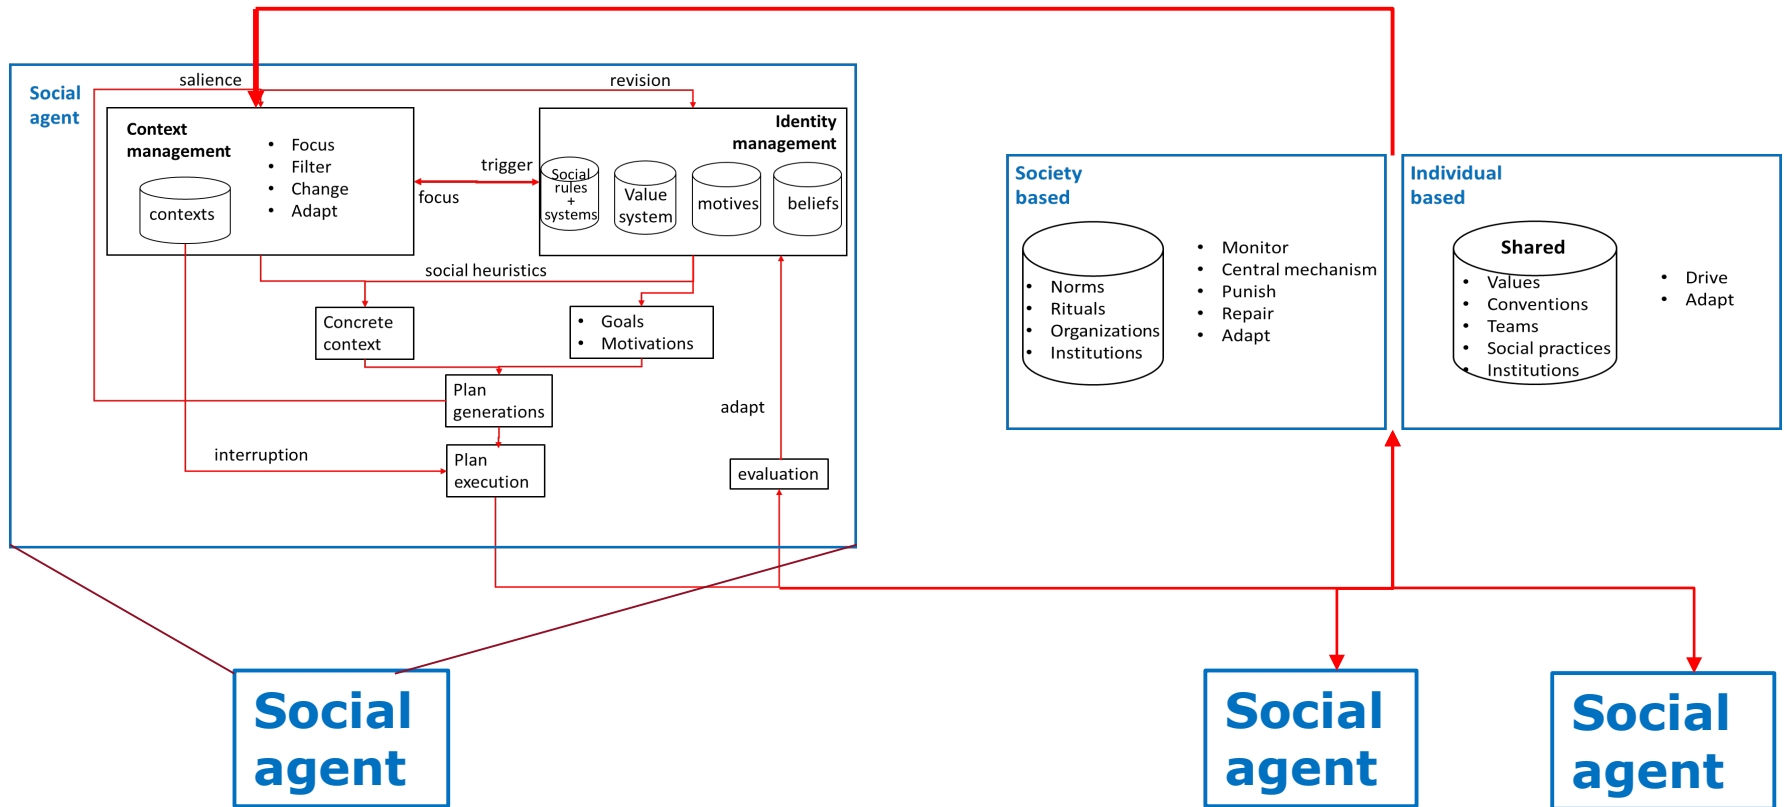 salience
revision
Social
agent
Context
management
• Focus
• Filter
• Change
• Adapt
contexts
trigger
focus
Identity
management
Social
rules
+
systems
Value
system
motives
beliefs
social heuristics
Concrete
context
• Goals
• Motivations
Plan
generations
adapt
interruption
Plan
execution
evaluation
Society
based
• Norms
• Rituals
• Organizations
• Institutions
• Monitor
• Central mechanism
• Punish
• Repair
• Adapt
Individual
based
Shared
• Values
• Conventions
• Teams
• Social practices
• Institutions
• Drive
• Adapt
Social
agent
Social
agent
Social
agent